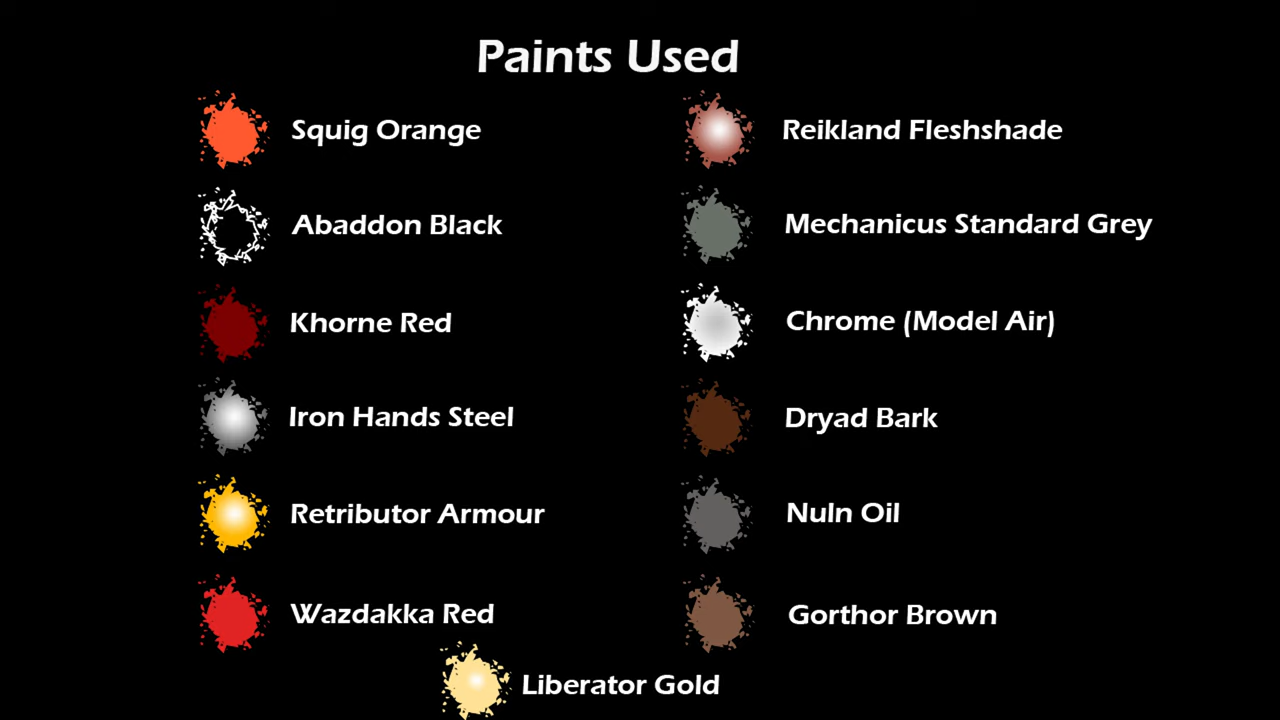 Paints Used
Squig Orange
Reikland Fleshshade
Abaddon Black
Mechanicus Standard Grey
Khorne Red
Chrome (Model Air)
Iron Hands Steel
Dryad Bark
Retributor Armour
Nuln Oil
Wazdakka Red
Gorthor Brown
Liberator Gold